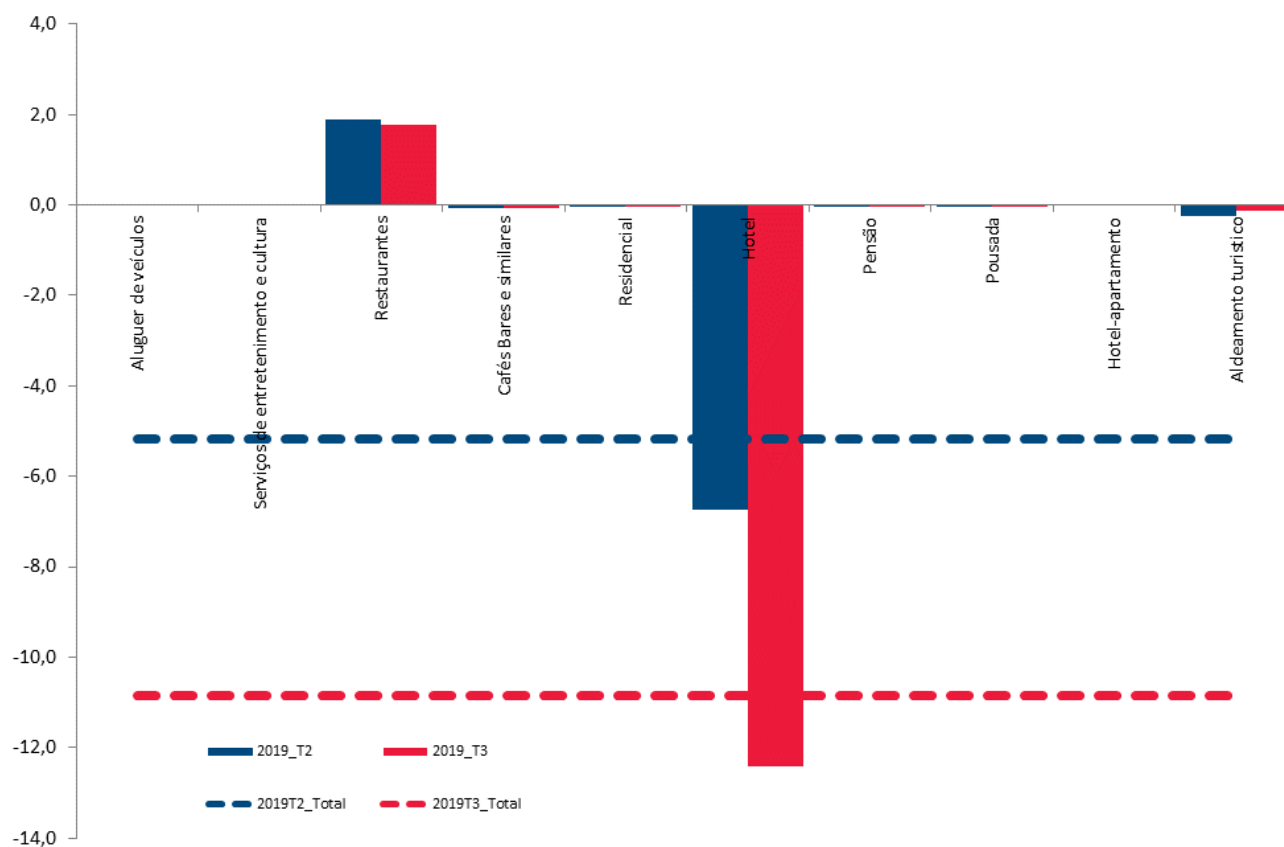 4,0
2,0
0,0
-2,0
-4,0
-6,0
-8,0
-10,0
-12,0
-14,0
Aluguer de veículos
Serviços de entretenimento e cultura
Restaurantes
Cafés Bares e similares
Residencial
Hotel
Pensão
Pousada
Hotel-apartamento
Aldeamento turistico
2019_T2
2019_T3
2019T2_Total
2019T3_Total